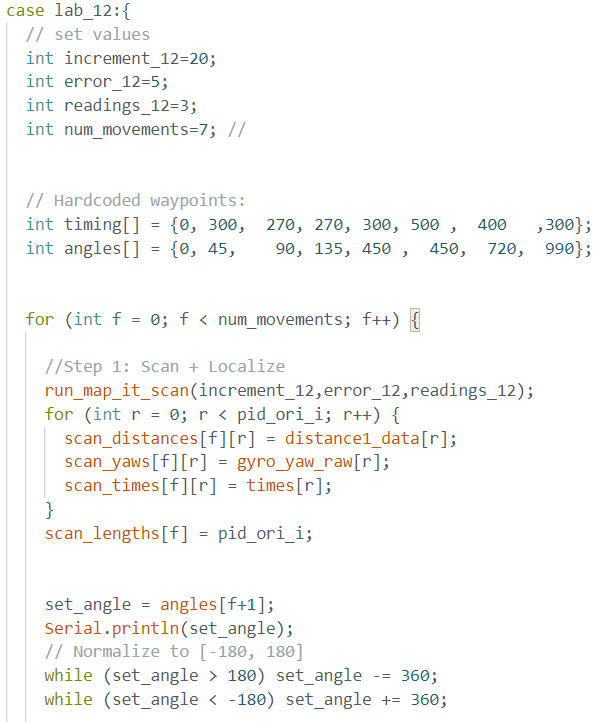 case lab_12:{
// set values
int increment_12=20;
int error_12=5;
int readings_12=3;
int num_movements=7; //
// Hardcoded waypoints:
int timing[] = {0, 300,  270, 270, 300, 500 ,  400   ,300};
int angles[] = {0, 45,    90, 135, 450 ,  450,  720,  990};
for (int f = 0; f < num_movements; f++) {
//Step 1: Scan + Localize
run_map_it_scan(increment_12,error_12,readings_12);
for (int r = 0; r < pid_ori_i; r++) {
scan_distances[f][r] = distance1_data[r];
scan_yaws[f][r] = gyro_yaw_raw[r];
scan_times[f][r] = times[r];
}
scan_lengths[f] = pid_ori_i;
set_angle = angles[f+1];
Serial.println(set_angle);
// Normalize to [-180, 180]
while (set_angle > 180) set_angle -= 360;
while (set_angle < -180) set_angle += 360;